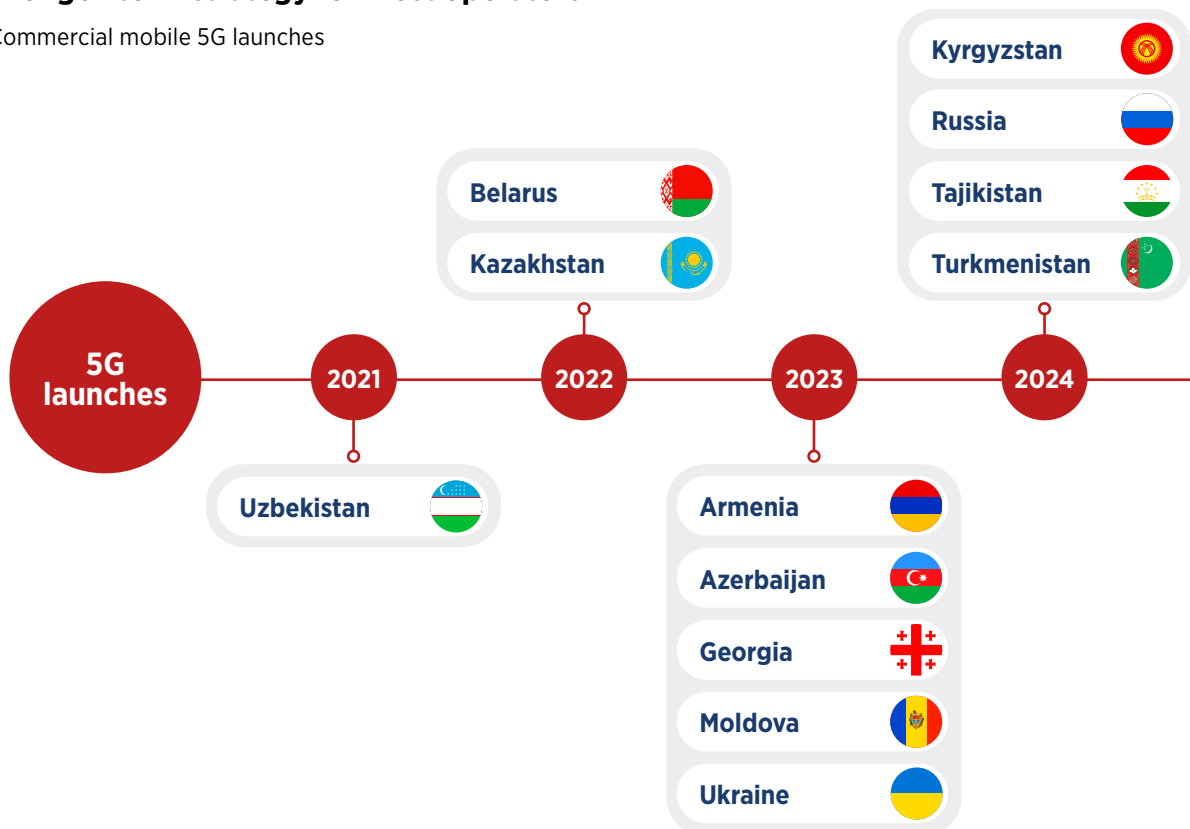 Commercial mobile 5G launches
Kyrgyzstan
Russia
Tajikistan
Turkmenistan
Belarus
Kazakhstan
5G
launches
2021
2022
2023
2024
Uzbekistan
Armenia
Azerbaijan
Georgia
Moldova
Ukraine